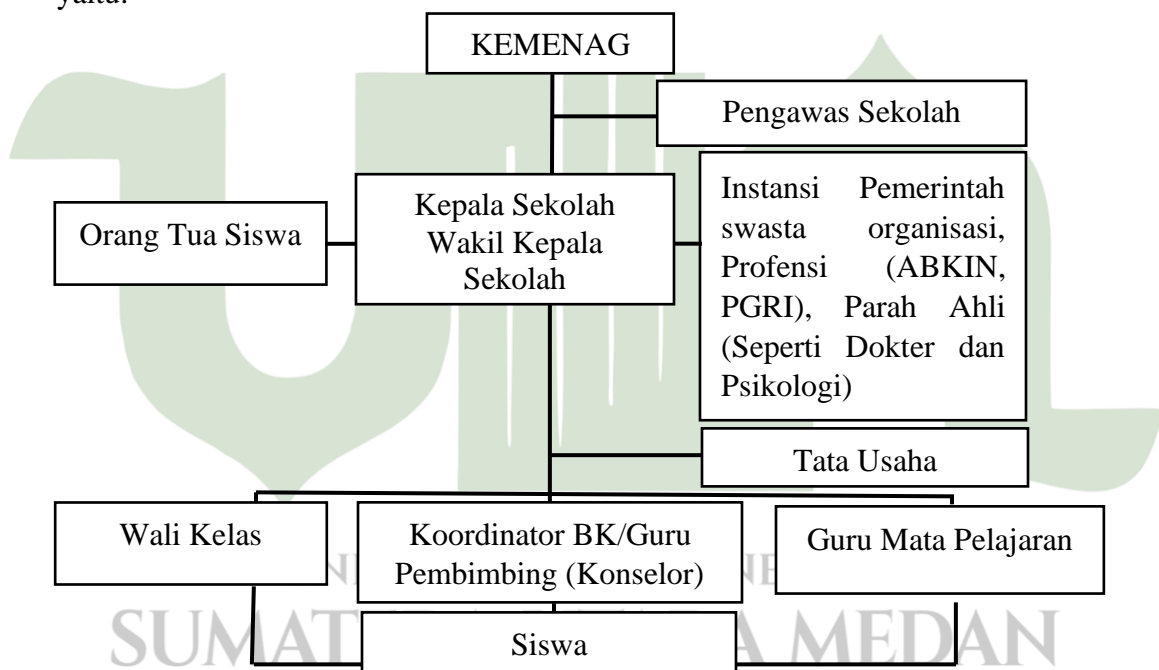 yaitu:
KEMENAG
Pengawas Sekolah
Orang Tua Siswa
Kepala Sekolah
Wakil Kepala
Sekolah
Instansi Pemerintah
swasta organisasi,
Profensi (ABKIN,
PGRI), Parah Ahli
(Seperti Dokter dan
Psikologi)
Tata Usaha
Wali Kelas
Koordinator BK/Guru
Pembimbing (Konselor)
Guru Mata Pelajaran
Siswa
MEDAN